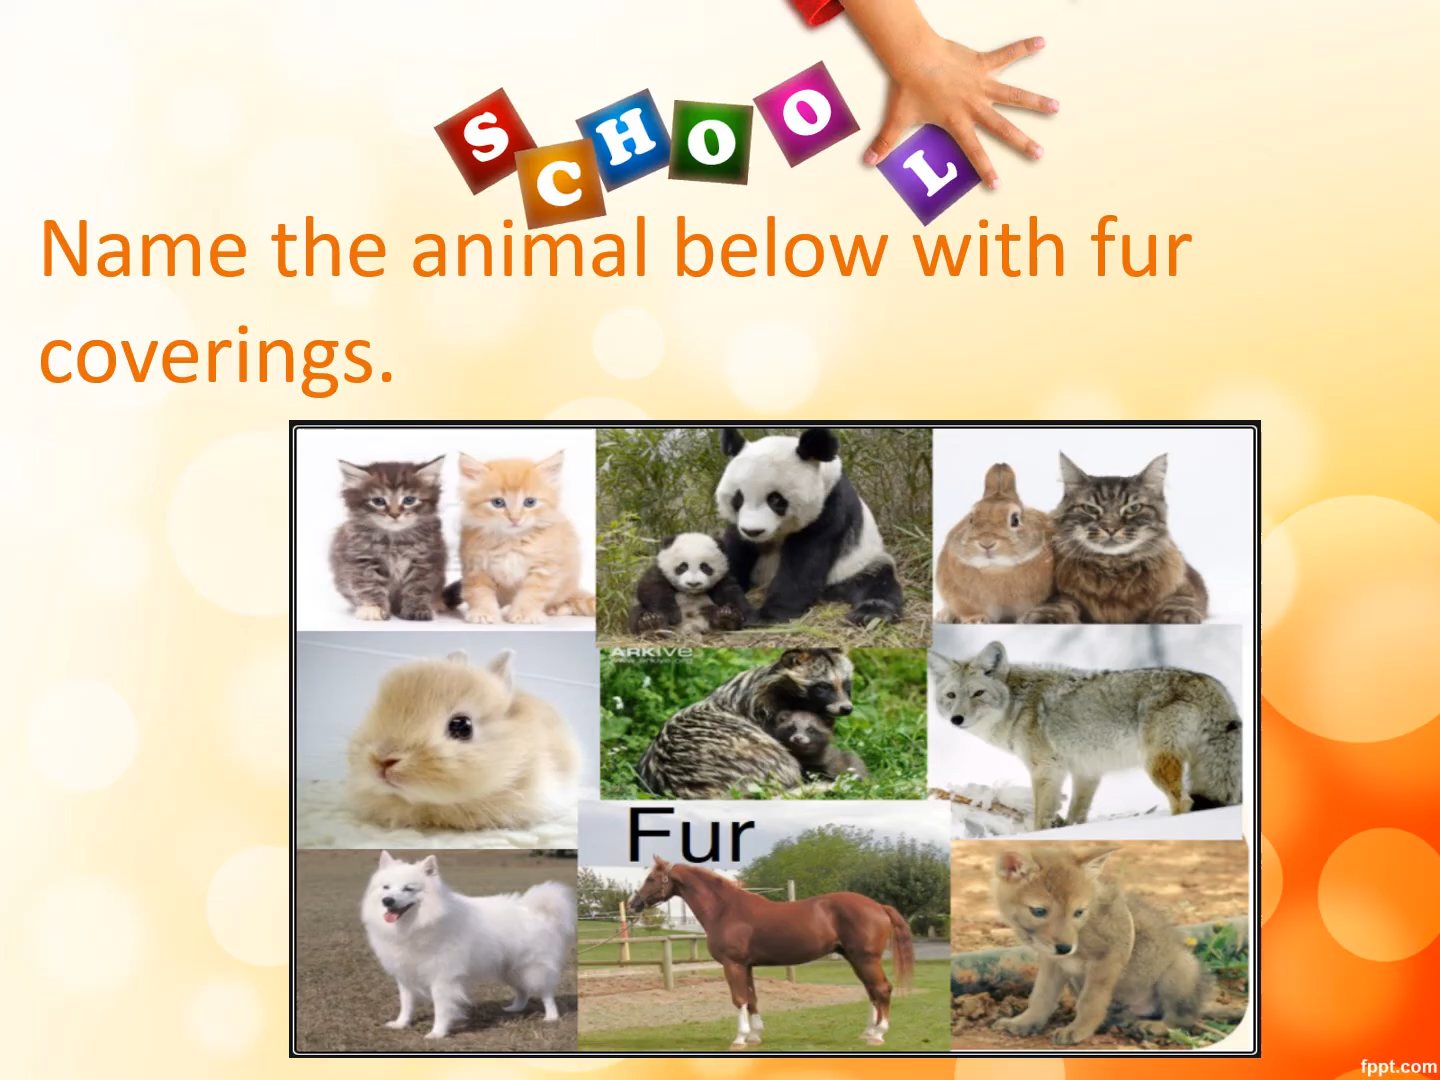 SCHOOL
Name the animal below with fur
coverings.
ARKIVE
Fur
fppt.com